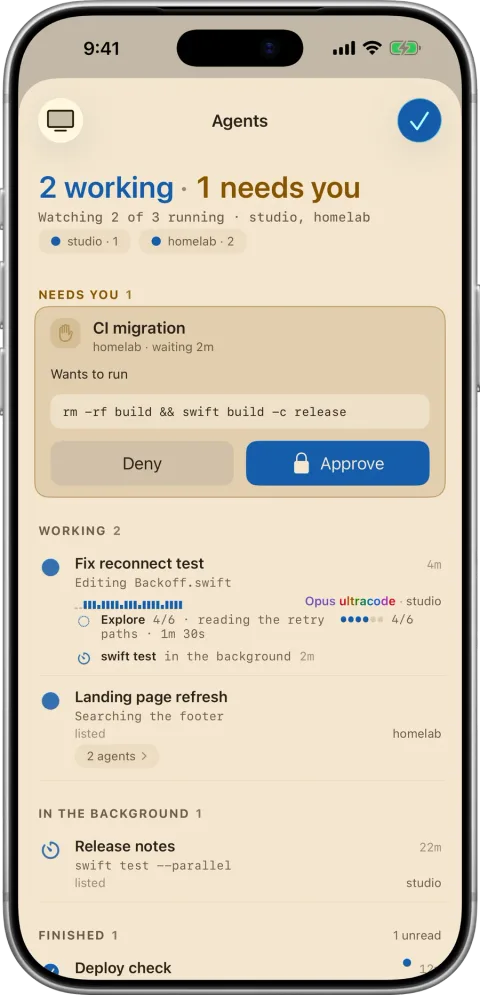 9:41
Agents
2 working · 1 needs you
Watching 2 of 3 running · studio, homelab
studio · 1
homelab · 2
NEEDS YOU 1
CI migration
homelab · waiting 2m
Wants to run
rm -rf build && swift build -c release
Deny
Approve
WORKING 2
Fix reconnect test 4m
Editing Backoff.swift
Opus ultracode · studio
Explore 4/6 · reading the retry 4/6
paths · 1m 30s
swift test in the background 2m
Landing page refresh
Searching the footer
listed homelab
2 agents >
IN THE BACKGROUND 1
Release notes 22m
swift test --parallel
listed studio
FINISHED 1 1 unread
Deploy check